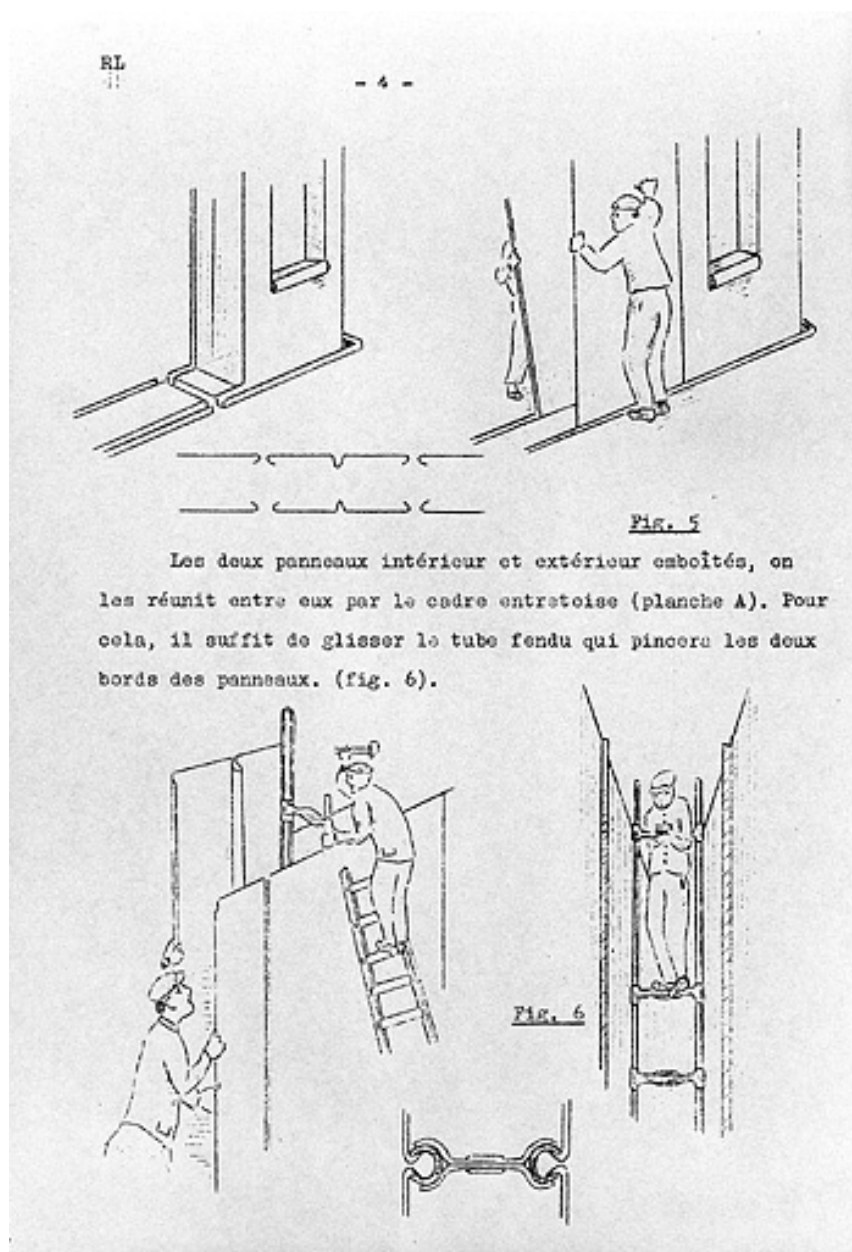 RL
- 4 -
Fig. 5
Les deux panneaux intérieur et extérieur emboîtés, on
les réunit entre eux par le cadre entretoise (planche A). Pour
cela, il suffit de glisser le tube fendu qui pincera les deux
bords des panneaux. (fig. 6).
Fig. 6